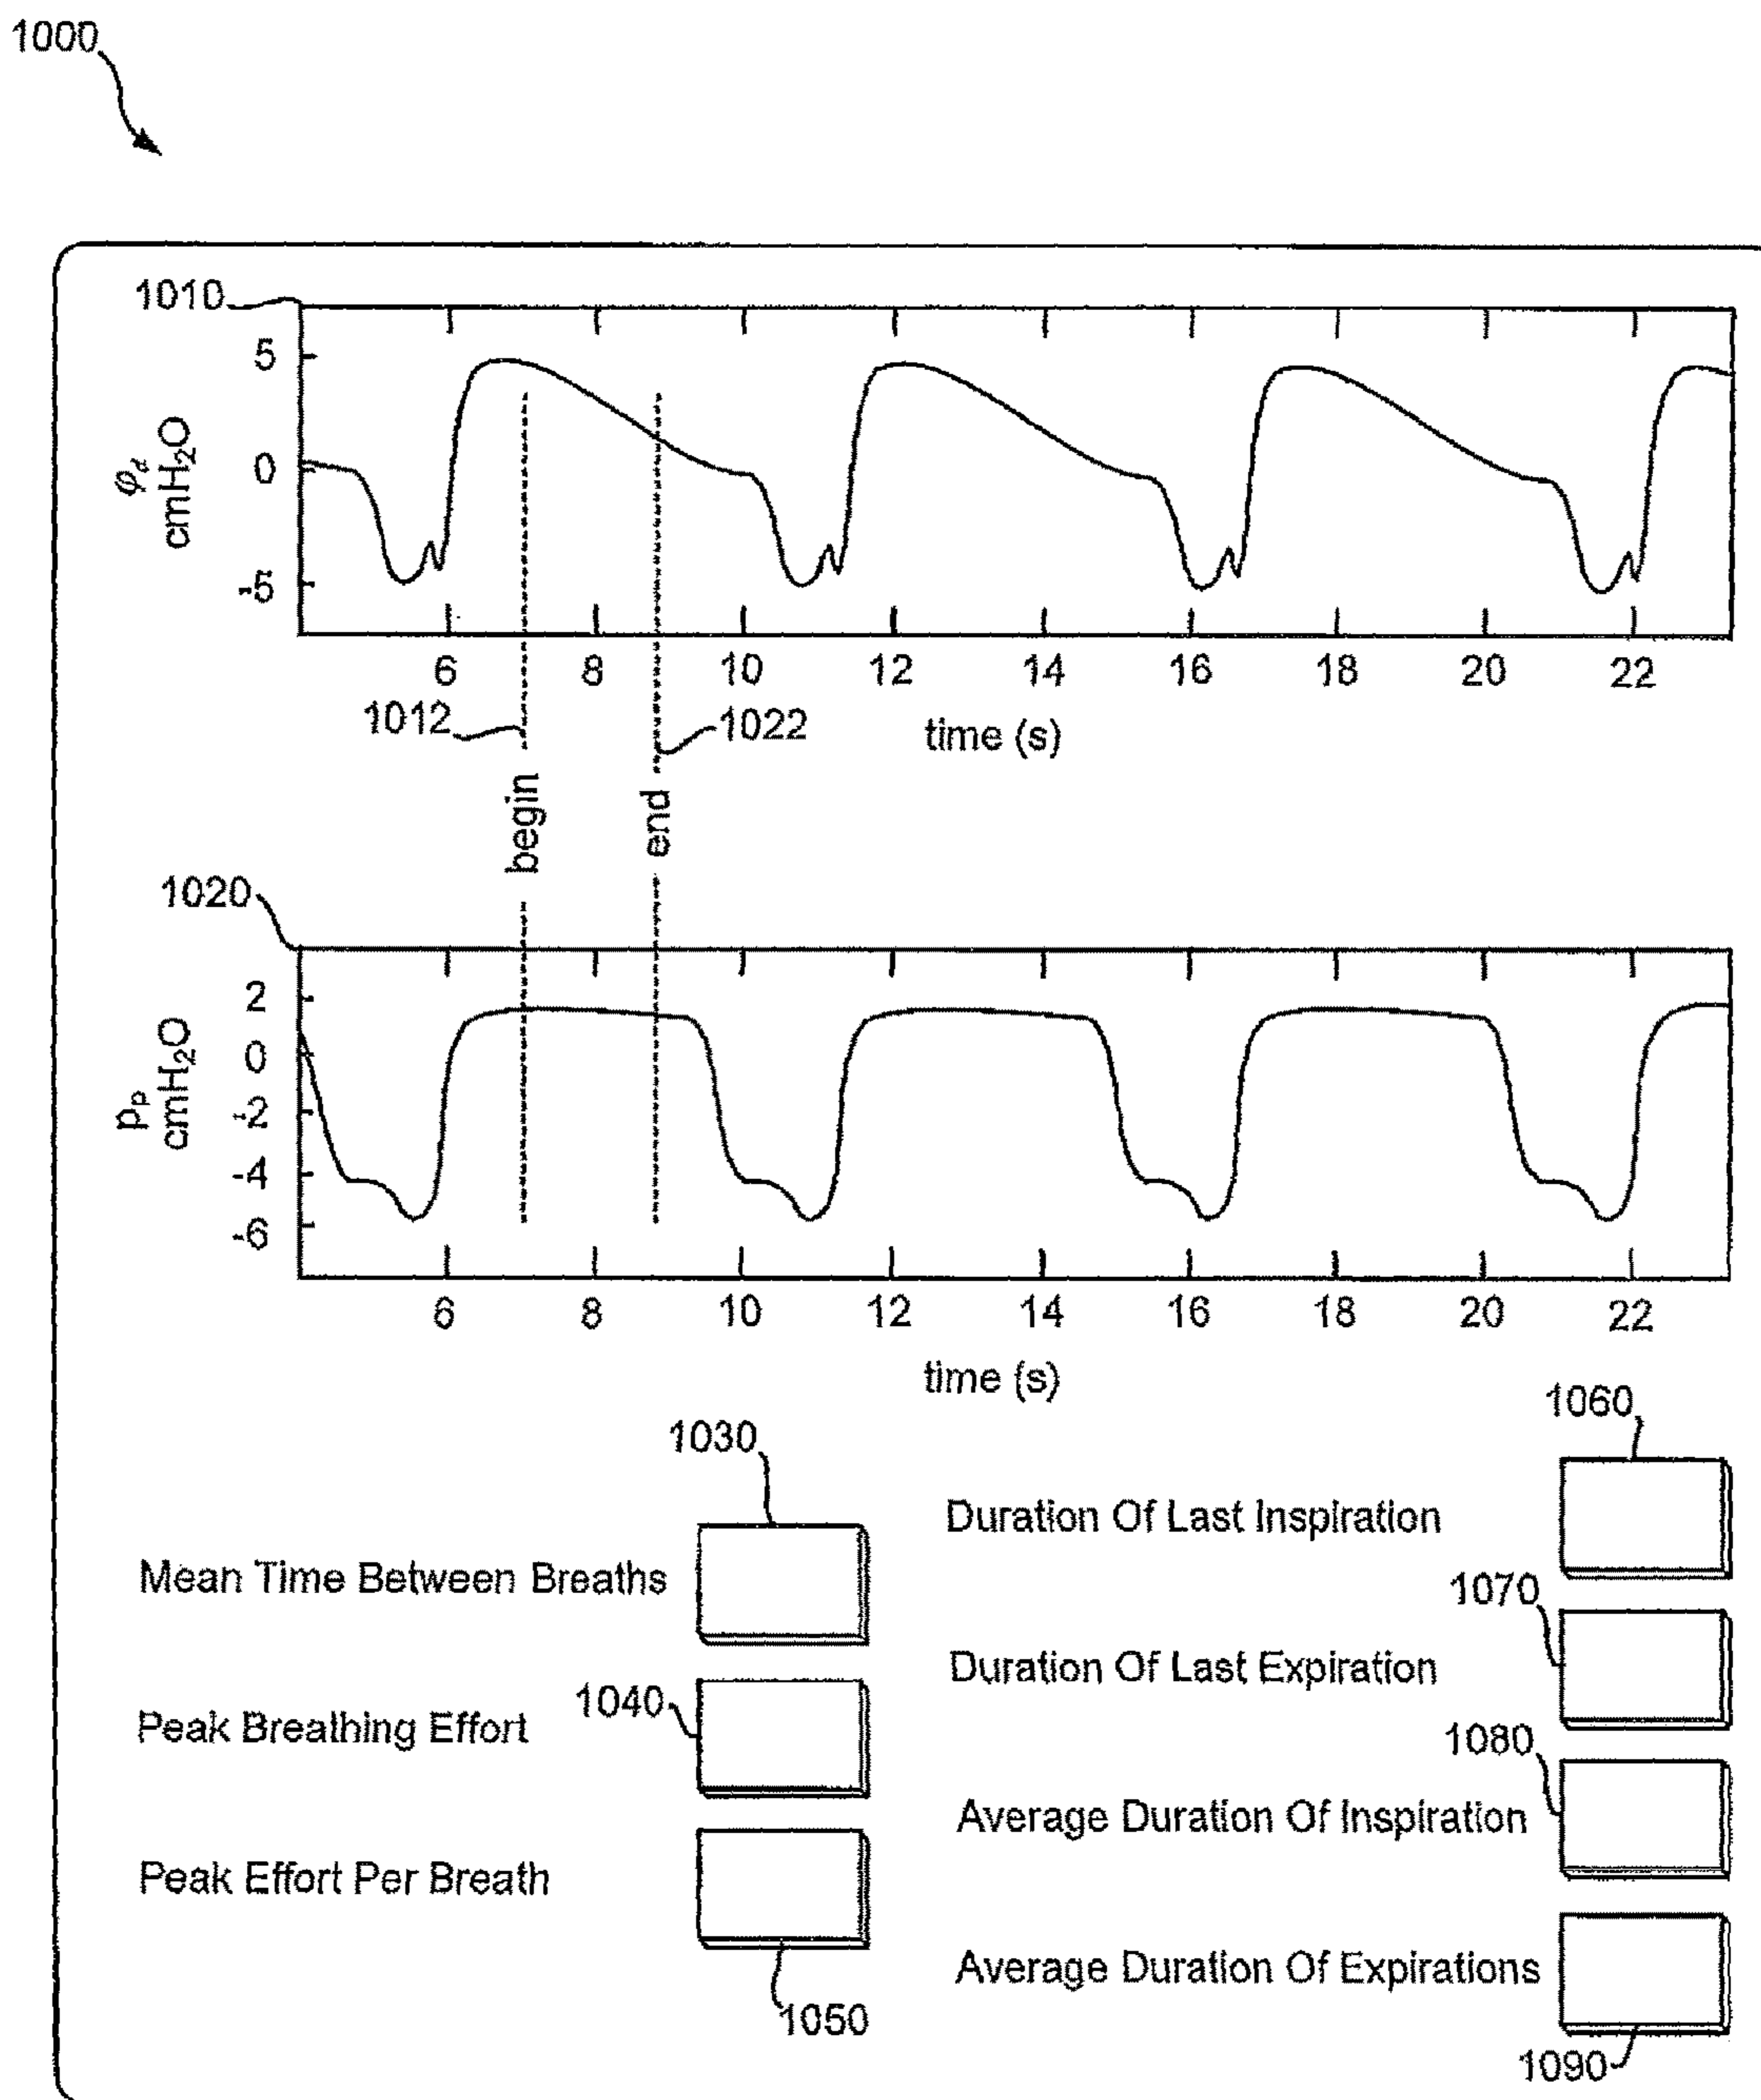 1000
1010
5
0
-5
φd
cmH₂O
6 8 10 12 14 16 18 20 22
time (s)
1012
1022
begin
end
1020
2
0
-2
-4
-6
pₚ
cmH₂O
6 8 10 12 14 16 18 20 22
time (s)
1030
Mean Time Between Breaths
1040
Peak Breathing Effort
Peak Effort Per Breath
1050
1060
Duration Of Last Inspiration
1070
Duration Of Last Expiration
1080
Average Duration Of Inspiration
Average Duration Of Expirations
1090